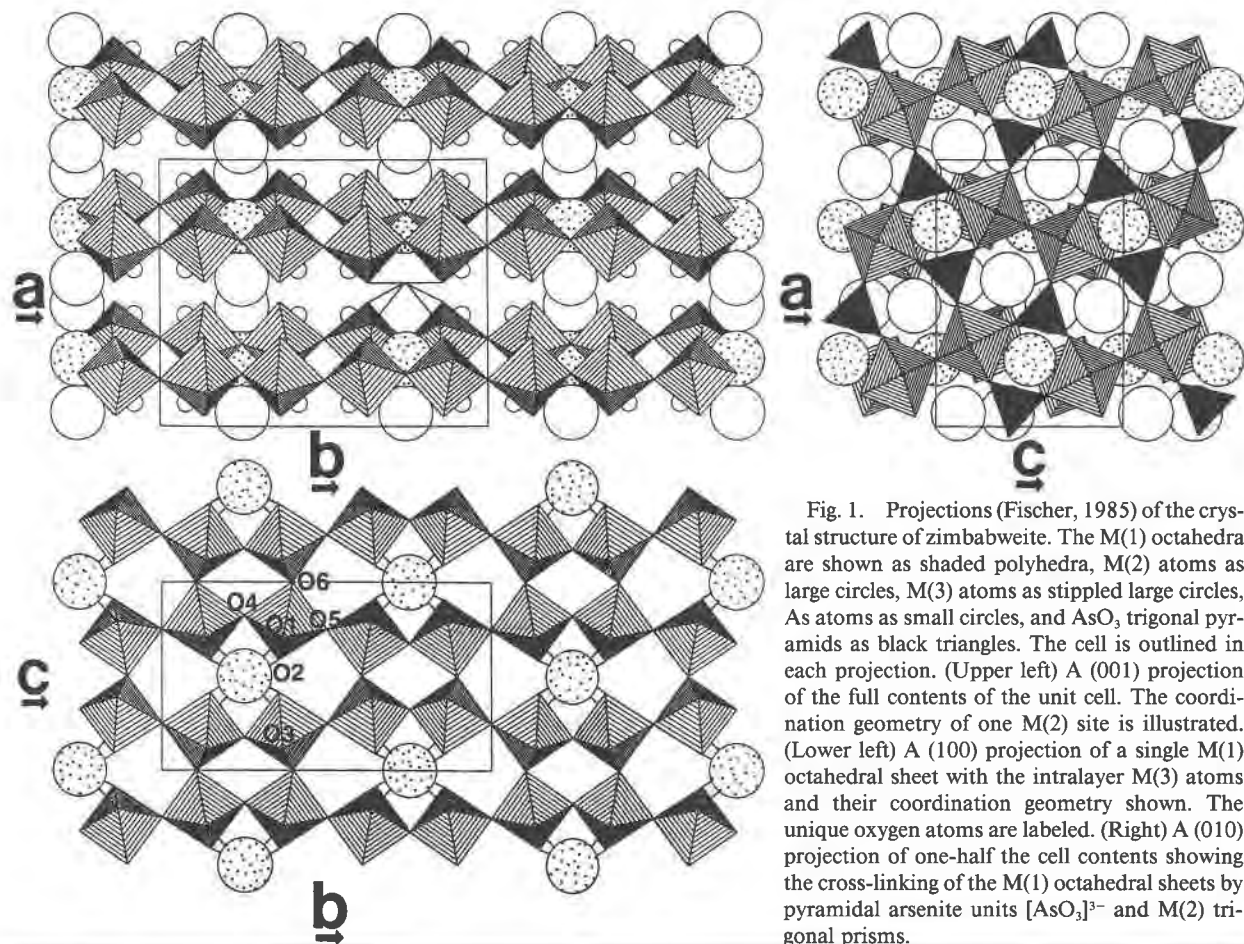 a
b
a
c
O6
O4
O1
O5
O2
O3
c
b
Fig. 1. Projections (Fischer, 1985) of the crys-
tal structure of zimbabweite. The M(1) octahedra
are shown as shaded polyhedra, M(2) atoms as
large circles, M(3) atoms as stippled large circles,
As atoms as small circles, and AsO₃ trigonal pyr-
amids as black triangles. The cell is outlined in
each projection. (Upper left) A (001) projection
of the full contents of the unit cell. The coordi-
nation geometry of one M(2) site is illustrated.
(Lower left) A (100) projection of a single M(1)
octahedral sheet with the intralayer M(3) atoms
and their coordination geometry shown. The
unique oxygen atoms are labeled. (Right) A (010)
projection of one-half the cell contents showing
the cross-linking of the M(1) octahedral sheets by
pyramidal arsenite units [AsO₃]³⁻ and M(2) tri-
gonal prisms.